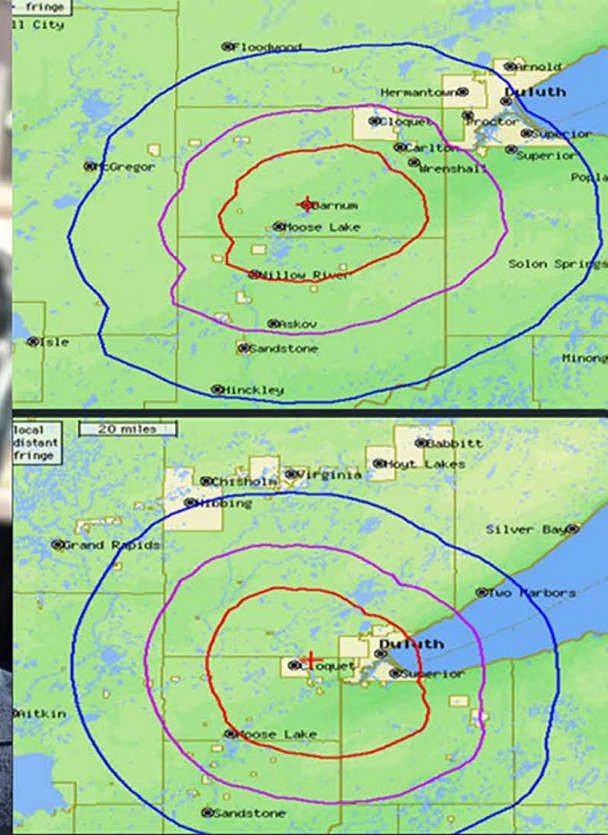 fringe
ll City
Floodwood
Arnold
Hermantown
Duluth
Cloquet
Proctor
Superior
Carlton
Superior
McGregor
Wrenshall
Popla
Barnum
Moose Lake
Solon Springs
Willow River
Askov
Isle
Sandstone
Minong
Hinckley
local
distant
fringe
20 miles
Babbitt
Hoyt Lakes
Virginia
Chisholm
Hibbing
Silver Bay
Grand Rapids
Two Harbors
Duluth
Cloquet
Superior
Aitkin
Moose Lake
Sandstone